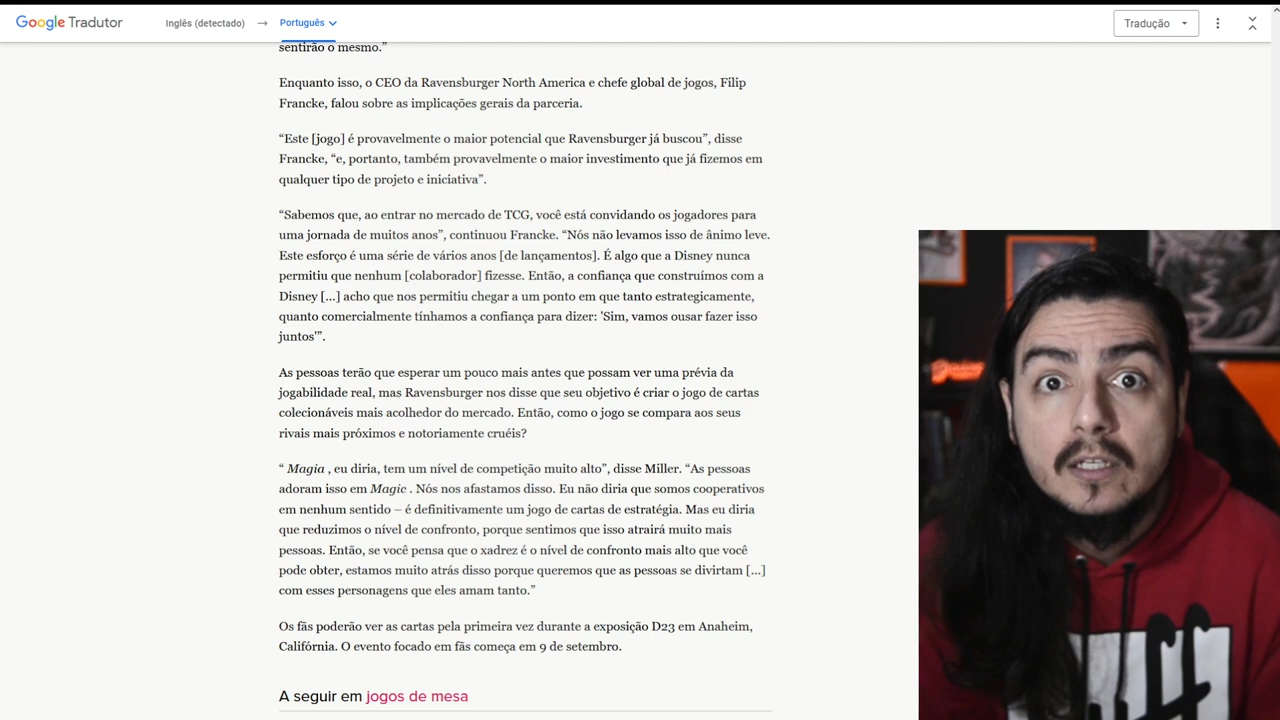 Google Tradutor
Inglês (detectado) → Português
Tradução
sentirão o mesmo.”
Enquanto isso, o CEO da Ravensburger North America e chefe global de jogos, Filip
Francke, falou sobre as implicações gerais da parceria.
“Este [jogo] é provavelmente o maior potencial que Ravensburger já buscou”, disse
Francke, “e, portanto, também provavelmente o maior investimento que já fizemos em
qualquer tipo de projeto e iniciativa”.
“Sabemos que, ao entrar no mercado de TCG, você está convidando os jogadores para
uma jornada de muitos anos”, continuou Francke. “Nós não levamos isso de ânimo leve.
Este esforço é uma série de vários anos [de lançamentos]. É algo que a Disney nunca
permitiu que nenhum [colaborador] fizesse. Então, a confiança que construímos com a
Disney [...] acho que nos permitiu chegar a um ponto em que tanto estrategicamente,
quanto comercialmente tínhamos a confiança para dizer: 'Sim, vamos ousar fazer isso
juntos'”.
As pessoas terão que esperar um pouco mais antes que possam ver uma prévia da
jogabilidade real, mas Ravensburger nos disse que seu objetivo é criar o jogo de cartas
colecionáveis mais acolhedor do mercado. Então, como o jogo se compara aos seus
rivais mais próximos e notoriamente cruéis?
“ Magia , eu diria, tem um nível de competição muito alto”, disse Miller. “As pessoas
adoram isso em Magic . Nós nos afastamos disso. Eu não diria que somos cooperativos
em nenhum sentido – é definitivamente um jogo de cartas de estratégia. Mas eu diria
que reduzimos o nível de confronto, porque sentimos que isso atrairá muito mais
pessoas. Então, se você pensa que o xadrez é o nível de confronto mais alto que você
pode obter, estamos muito atrás disso porque queremos que as pessoas se divirtam [...]
com esses personagens que eles amam tanto.”
Os fãs poderão ver as cartas pela primeira vez durante a exposição D23 em Anaheim,
Califórnia. O evento focado em fãs começa em 9 de setembro.
A seguir em jogos de mesa